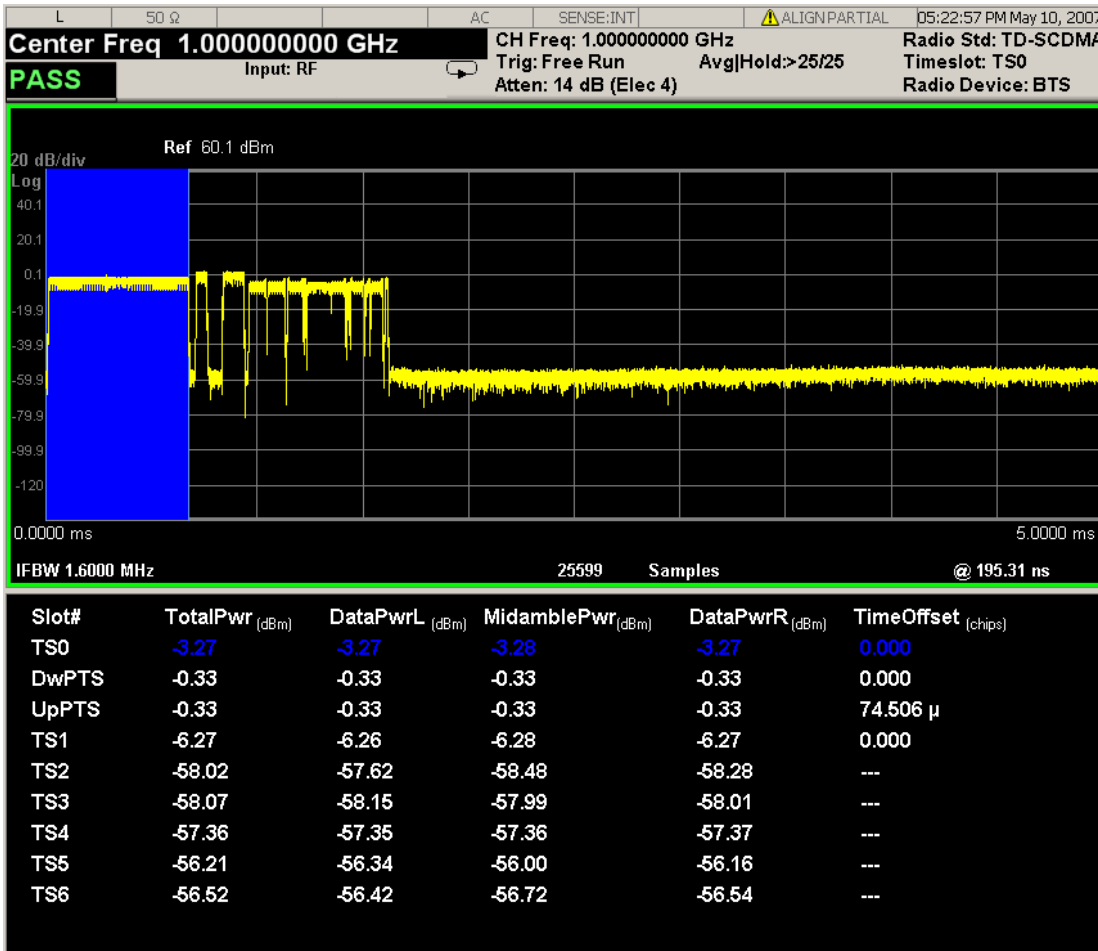 L 50 Ω AC SENSE:INT ALIGN PARTIAL 05:22:57 PM May 10, 2007
Center Freq 1.000000000 GHz
CH Freq: 1.000000000 GHz
Radio Std: TD-SCDMA
Input: RF
Trig: Free Run
Avg|Hold:>25/25
Timeslot: TS0
PASS
Atten: 14 dB (Elec 4)
Radio Device: BTS
Ref 60.1 dBm
20 dB/div
Log
40.1
20.1
0.1
-19.9
-39.9
-59.9
-79.9
-99.9
-120
0.0000 ms 5.0000 ms
IFBW 1.6000 MHz 25599 Samples @ 195.31 ns
Slot# TotalPwr (dBm) DataPwrL (dBm) MidamblePwr(dBm) DataPwrR (dBm) TimeOffset (chips)
TS0 -3.27 -3.27 -3.28 -3.27 0.000
DwPTS -0.33 -0.33 -0.33 -0.33 0.000
UpPTS -0.33 -0.33 -0.33 -0.33 74.506 µ
TS1 -6.27 -6.26 -6.28 -6.27 0.000
TS2 -58.02 -57.62 -58.48 -58.28 ---
TS3 -58.07 -58.15 -57.99 -58.01 ---
TS4 -57.36 -57.35 -57.36 -57.37 ---
TS5 -56.21 -56.34 -56.00 -56.16 ---
TS6 -56.52 -56.42 -56.72 -56.54 ---